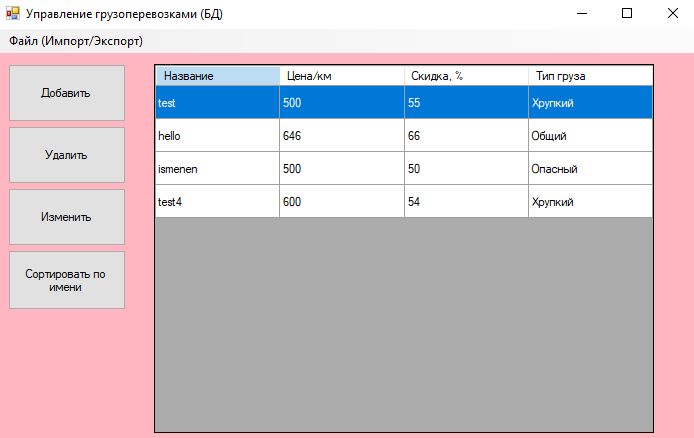 Управление грузоперевозками (БД)
Файл (Импорт/Экспорт)
Добавить
Удалить
Изменить
Сортировать по
имени
Название Цена/км Скидка, % Тип груза
test 500 55 Хрупкий
hello 646 66 Общий
ismenen 500 50 Опасный
test4 600 54 Хрупкий